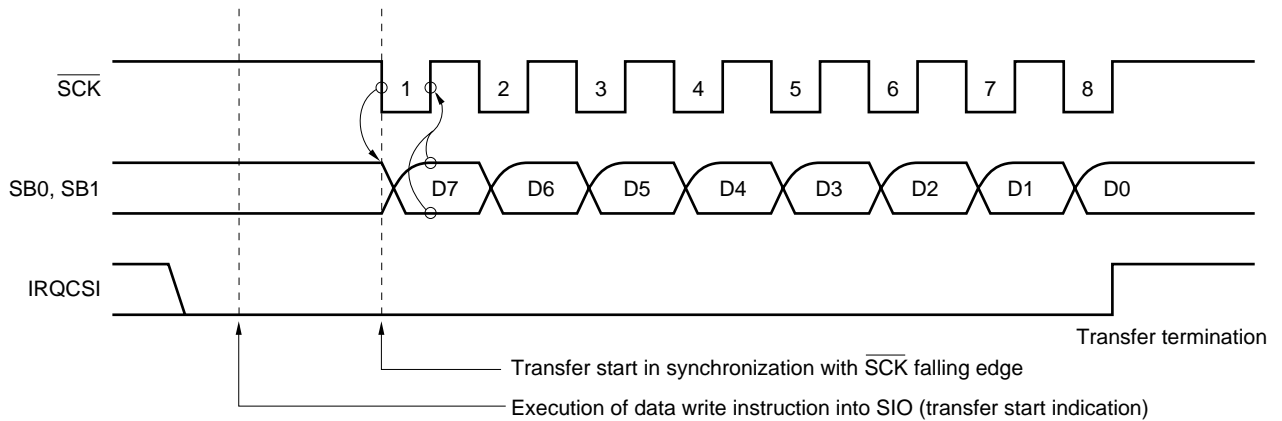 SCK
1 2 3 4 5 6 7 8
SB0, SB1
D7 D6 D5 D4 D3 D2 D1 D0
IRQCSI
Transfer termination
Transfer start in synchronization with SCK falling edge
Execution of data write instruction into SIO (transfer start indication)